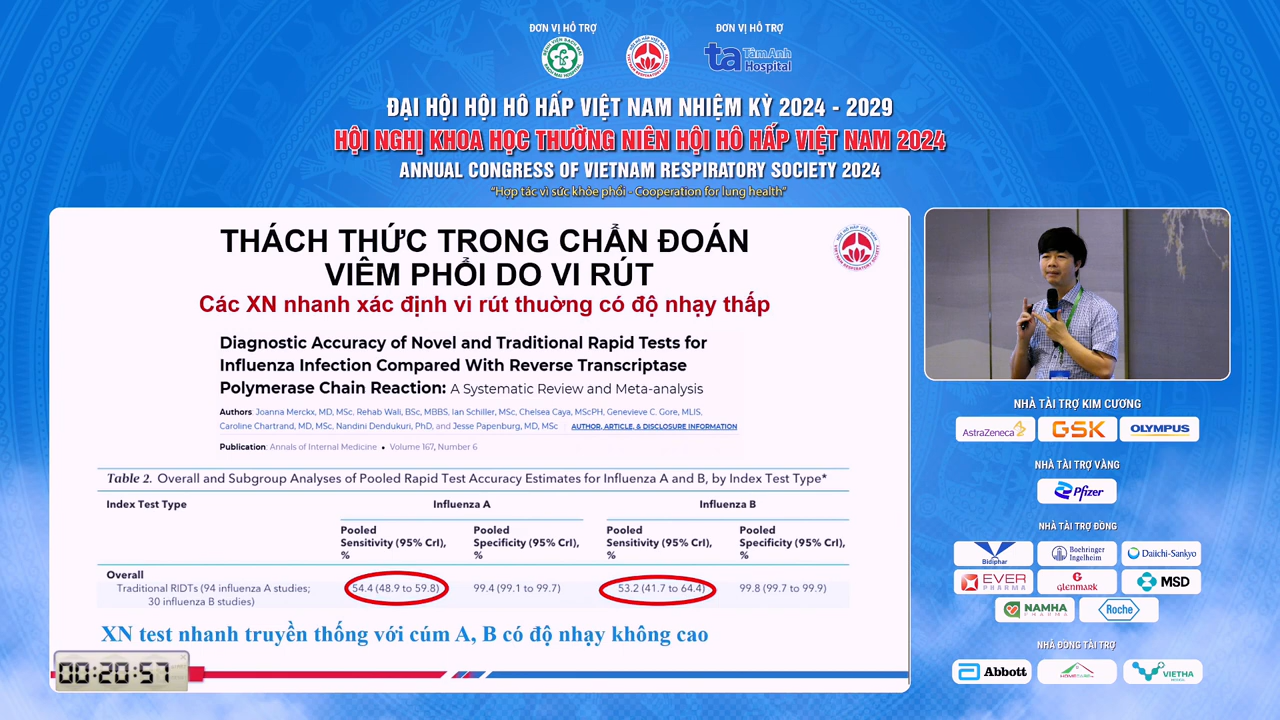 ĐƠN VỊ HỖ TRỢ
ĐƠN VỊ HỖ TRỢ
ta TâmAnh Hospital
ĐẠI HỘI HỘI HÔ HẤP VIỆT NAM NHIỆM KỲ 2024 - 2029
HỘI NGHỊ KHOA HỌC THƯỜNG NIÊN HỘI HÔ HẤP VIỆT NAM 2024
ANNUAL CONGRESS OF VIETNAM RESPIRATORY SOCIETY 2024
"Hợp tác vì sức khỏe phổi - Cooperation for lung health"
THÁCH THỨC TRONG CHẨN ĐOÁN
VIÊM PHỔI DO VI RÚT
Các XN nhanh xác định vi rút thường có độ nhạy thấp
Diagnostic Accuracy of Novel and Traditional Rapid Tests for
Influenza Infection Compared With Reverse Transcriptase
Polymerase Chain Reaction: A Systematic Review and Meta-analysis
Authors: Joanna Merckx, MD, MSc, Rehab Wali, BSc, MBBS, Ian Schiller, MSc, Chelsea Caya, MScPH, Genevieve C. Gore, MLIS,
Caroline Chartrand, MD, MSc, Nandini Dendukuri, PhD, and Jesse Papenburg, MD, MSc AUTHOR, ARTICLE, & DISCLOSURE INFORMATION
Publication: Annals of Internal Medicine • Volume 167, Number 6
Table 2. Overall and Subgroup Analyses of Pooled Rapid Test Accuracy Estimates for Influenza A and B, by Index Test Type*
Index Test Type Influenza A Influenza B
Pooled Pooled Pooled Pooled
Sensitivity (95% CrI), Specificity (95% CrI), Sensitivity (95% CrI), Specificity (95% CrI),
% % % %
Overall
Traditional RIDTs (94 influenza A studies; 54.4 (48.9 to 59.8) 99.4 (99.1 to 99.7) 53.2 (41.7 to 64.4) 99.8 (99.7 to 99.9)
30 influenza B studies)
XN test nhanh truyền thống với cúm A, B có độ nhạy không cao
00:20:57
NHÀ TÀI TRỢ KIM CƯƠNG
AstraZeneca GSK OLYMPUS
NHÀ TÀI TRỢ VÀNG
Pfizer
NHÀ TÀI TRỢ ĐỒNG
Bidiphar Boehringer Ingelheim Daiichi-Sankyo
EVER PHARMA GLENMARK MSD
NAMHA PHARMA Roche
NHÀ ĐỒNG TÀI TRỢ
Abbott VIETHA